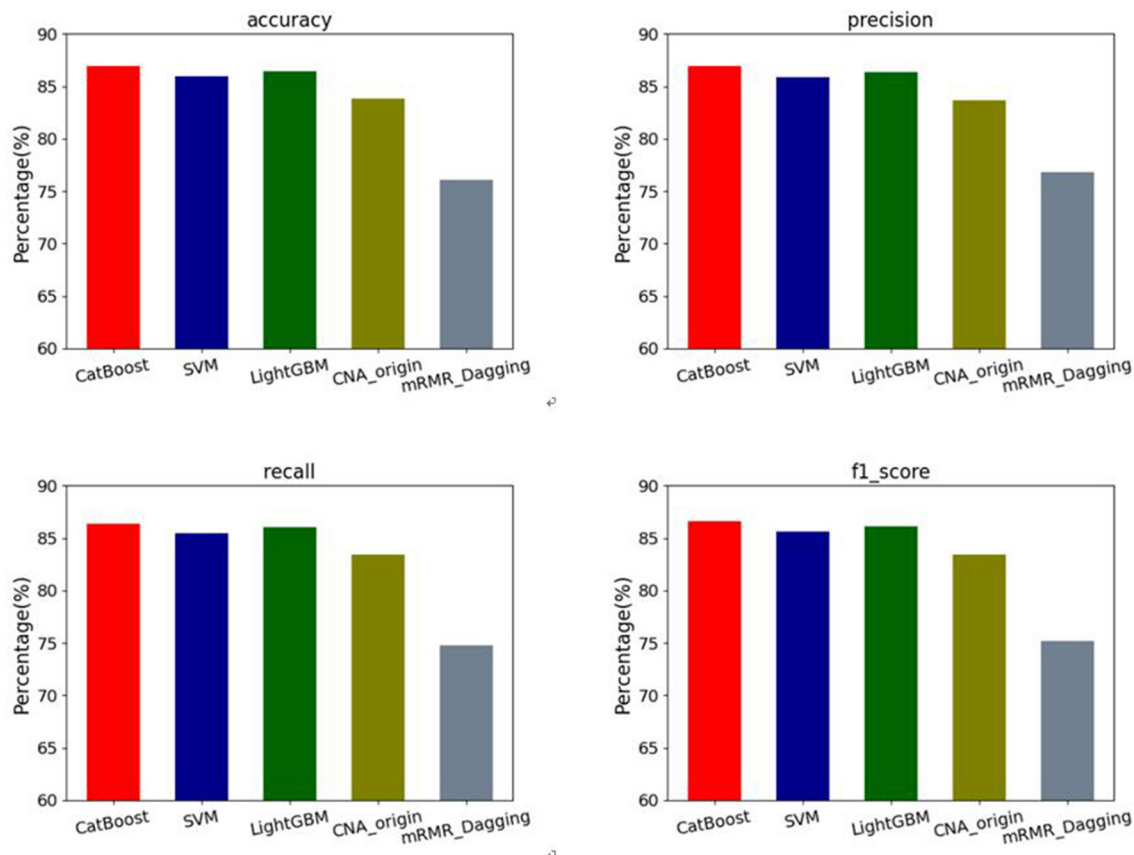 accuracy
90
85
80
75
70
65
60
Percentage(%)
CatBoost
SVM
LightGBM
CNA_origin
mRMR_Dagging
precision
90
85
80
75
70
65
60
Percentage(%)
CatBoost
SVM
LightGBM
CNA_origin
mRMR_Dagging
recall
90
85
80
75
70
65
60
Percentage(%)
CatBoost
SVM
LightGBM
CNA_origin
mRMR_Dagging
f1_score
90
85
80
75
70
65
60
Percentage(%)
CatBoost
SVM
LightGBM
CNA_origin
mRMR_Dagging